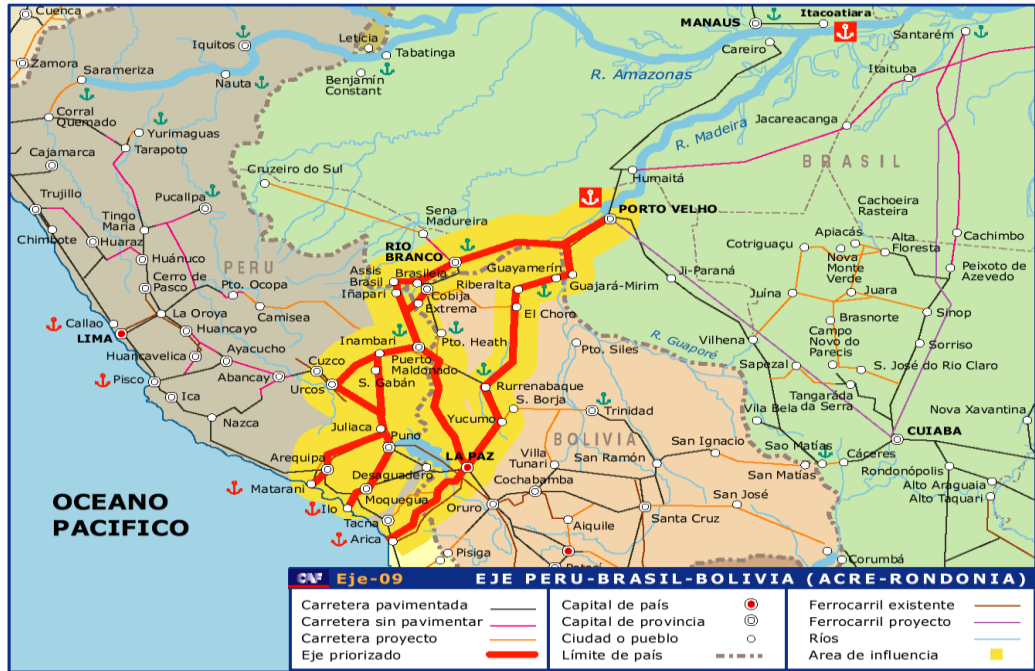 Cuenca
Zamora
Sarameriza
Iquitos
Nauta
Leticia
Tabatinga
Benjamín
Constant
MANAUS
Careiro
Itacoatiara
Santarém
Itaituba
Jacareacanga
R. Amazonas
R. Madeira
BRASIL
Humaitá
Corral
Quemado
Yurimaguas
Tarapoto
Cajamarca
Trujillo
Chimbote
Tingo
Maria
Huaraz
Pucallpa
Huánuco
Cerro de
Pasco
PERU
Pto. Ocopa
Camisea
La Oroya
Huancayo
Callao
LIMA
Huancavelica
Ayacucho
Abancay
Pisco
Ica
Nazca
Cruzeiro do Sul
Sena
Madureira
RIO
BRANCO
PORTO VELHO
Assis
Brasil
Brasileia
Iñapari
Cobija
Extrema
Guayamerín
Riberalta
Guajará-Mirim
El Choro
Inambari
Pto. Heath
Puerto
Maldonado
S. Gabán
Cuzco
Urcos
Juliaca
Puno
Arequipa
Matarani
Desaguadero
Moquegua
Ilo
Tacna
Arica
Rurrenabaque
Yucumo
S. Borja
LA PAZ
Pto. Siles
Trinidad
BOLIVIA
Villa
Tunari
San Ramón
San Ignacio
Cochabamba
Oruro
San José
Santa Cruz
Aiquile
Pisiga
Corumbá
Ji-Paraná
R. Guaporé
Vilhena
Vila Bela
Sao Matías
San Matias
Cáceres
CUIABA
Cotriguaçu
Apiacás
Nova
Monte
Verde
Alta
Floresta
Cachoeira
Rasteira
Cachimbo
Peixoto de
Azevedo
Juína
Juara
Brasnorte
Campo
Novo do
Parecis
Sapezal
S. José do Rio Claro
Tangaráda
da Serra
Sinop
Sorriso
Nova Xavantina
Rondonópolis
Alto Araguaia
Alto Taquari
OCEANO
PACIFICO
CAF Eje-09 EJE PERU-BRASIL-BOLIVIA (ACRE-RONDONIA)
Carretera pavimentada
Carretera sin pavimentar
Carretera proyecto
Eje priorizado
Capital de país
Capital de provincia
Ciudad o pueblo
Límite de país
Ferrocarril existente
Ferrocarril proyecto
Ríos
Area de influencia